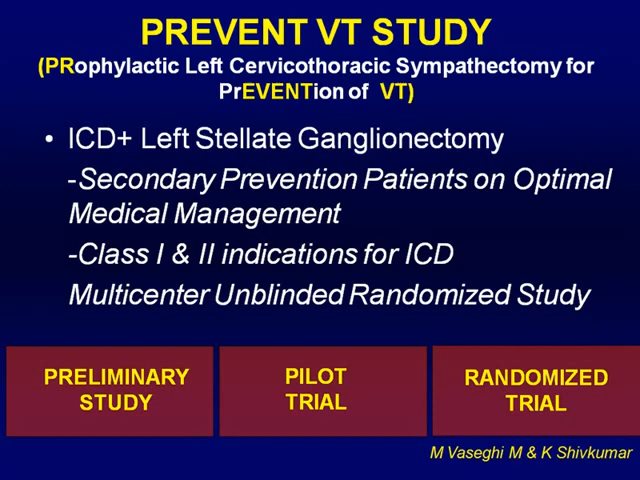 PREVENT VT STUDY
(PRophylactic Left Cervicothoracic Sympathectomy for
PrEVENTion of VT)
• ICD+ Left Stellate Ganglionectomy
-Secondary Prevention Patients on Optimal
Medical Management
-Class I & II indications for ICD
Multicenter Unblinded Randomized Study
PRELIMINARY
STUDY
PILOT
TRIAL
RANDOMIZED
TRIAL
M Vaseghi M & K Shivkumar